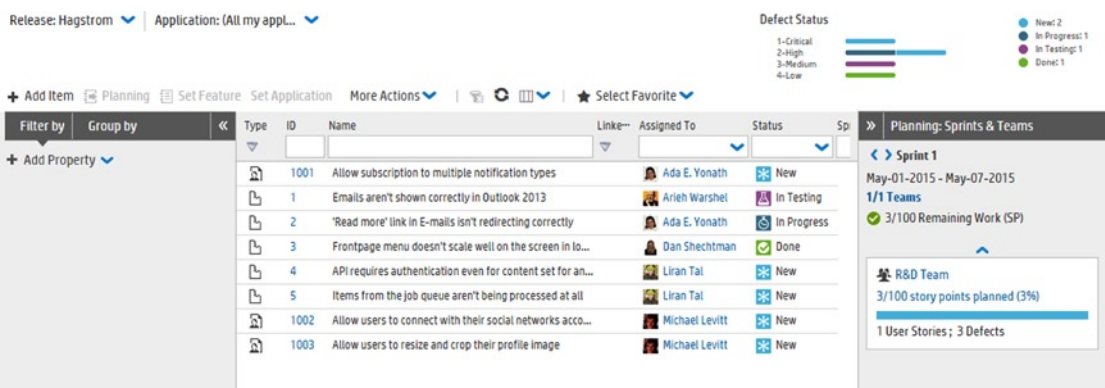 Release: Hagstrom
Application: (All my appl...
Defect Status
1-Critical
2-High
3-Medium
4-Low
New: 2
In Progress: 1
In Testing: 1
Done: 1
Add Item Planning Set Feature Set Application More Actions Select Favorite
Filter by Group by
Add Property
Type ID Name Linke... Assigned To Status Spi
1001 Allow subscription to multiple notification types Ada E. Yonath New
1 Emails aren't shown correctly in Outlook 2013 Arieh Warshel In Testing
2 'Read more' link in E-mails isn't redirecting correctly Ada E. Yonath In Progress
3 Frontpage menu doesn't scale well on the screen in lo... Dan Shechtman Done
4 API requires authentication even for content set for an... Liran Tal New
5 Items from the job queue aren't being processed at all Liran Tal New
1002 Allow users to connect with their social networks acco... Michael Levitt New
1003 Allow users to resize and crop their profile image Michael Levitt New
Planning: Sprints & Teams
Sprint 1
May-01-2015 - May-07-2015
1/1 Teams
3/100 Remaining Work (SP)
R&D Team
3/100 story points planned (3%)
1 User Stories ; 3 Defects